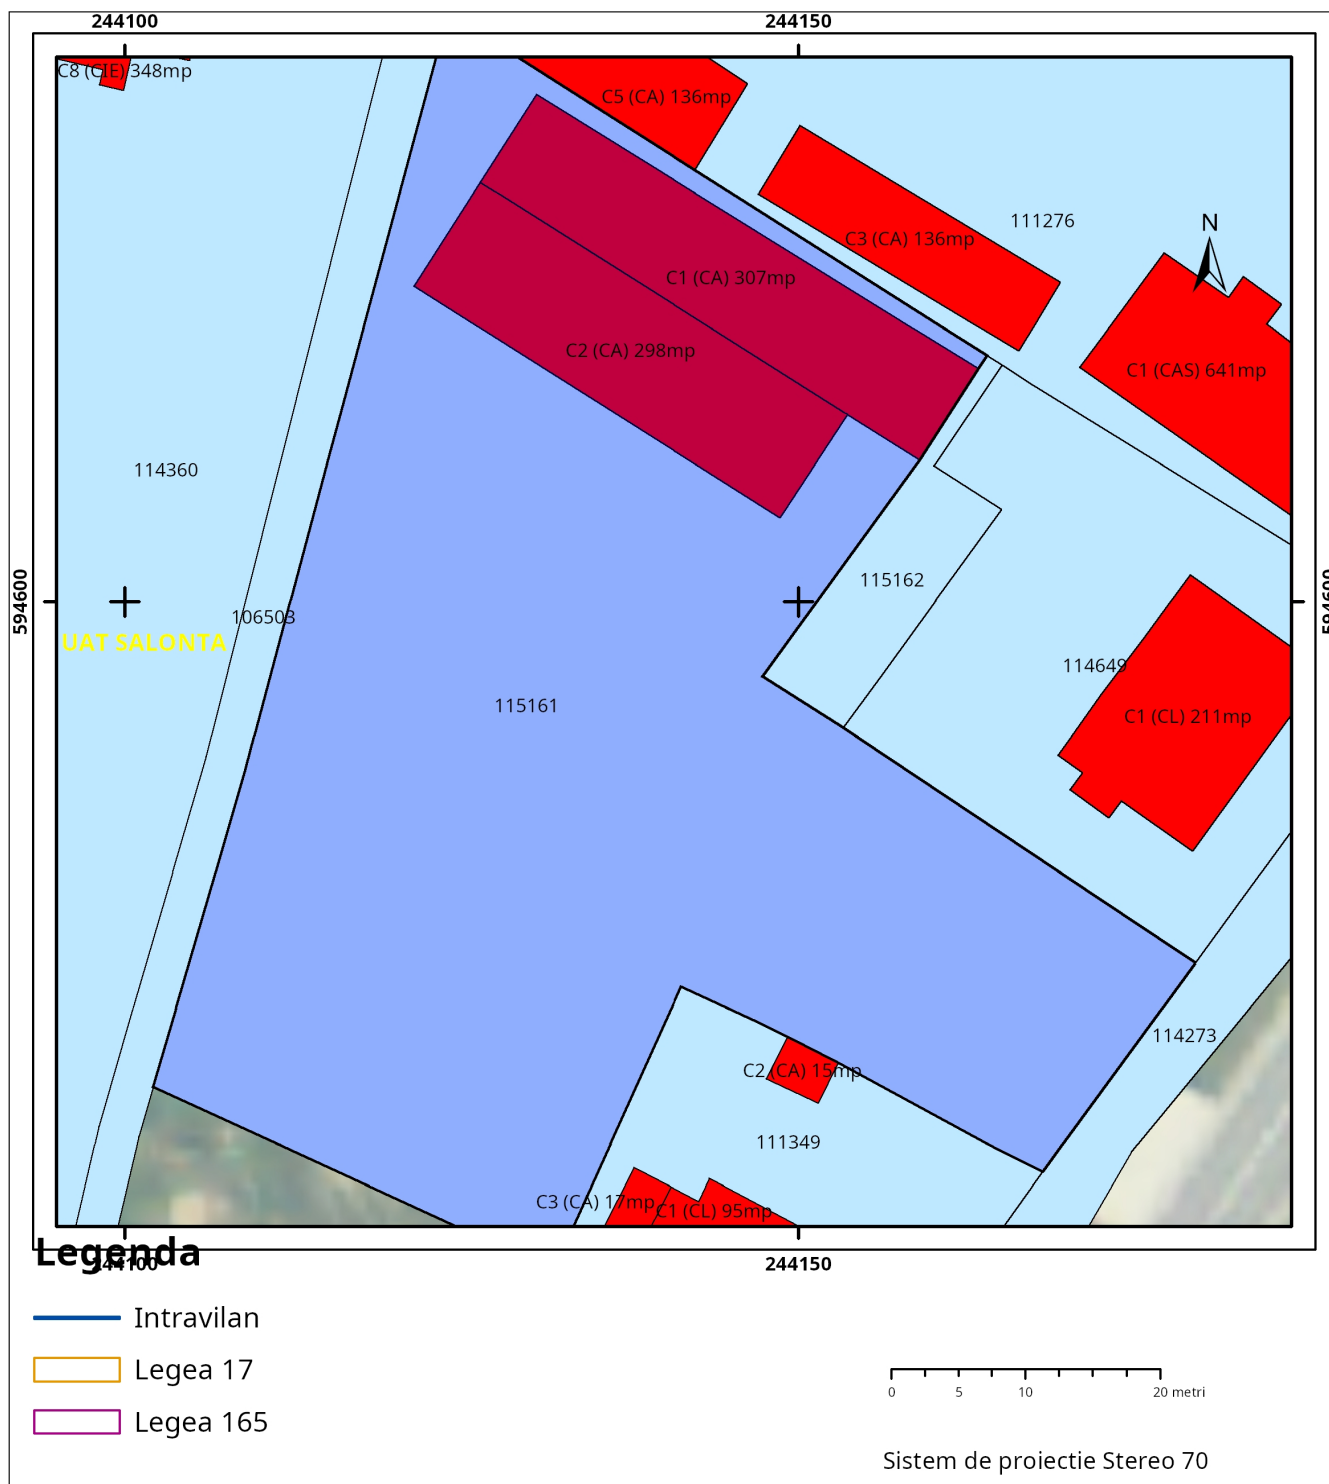 244100
244150
C8 (CIE) 348mp
C5 (CA) 136mp
111276
N
C3 (CA) 136mp
C1 (CA) 307mp
C2 (CA) 298mp
C1 (CAS) 641mp
114360
115162
594600
594600
106503
UAT SALONTA
114649
115161
C1 (CL) 211mp
114273
C2 (CA) 15mp
111349
C3 (CA) 17mp
C1 (CL) 95mp
Legenda
244100
244150
Intravilan
Legea 17
Legea 165
0 5 10 20 metri
Sistem de proiectie Stereo 70